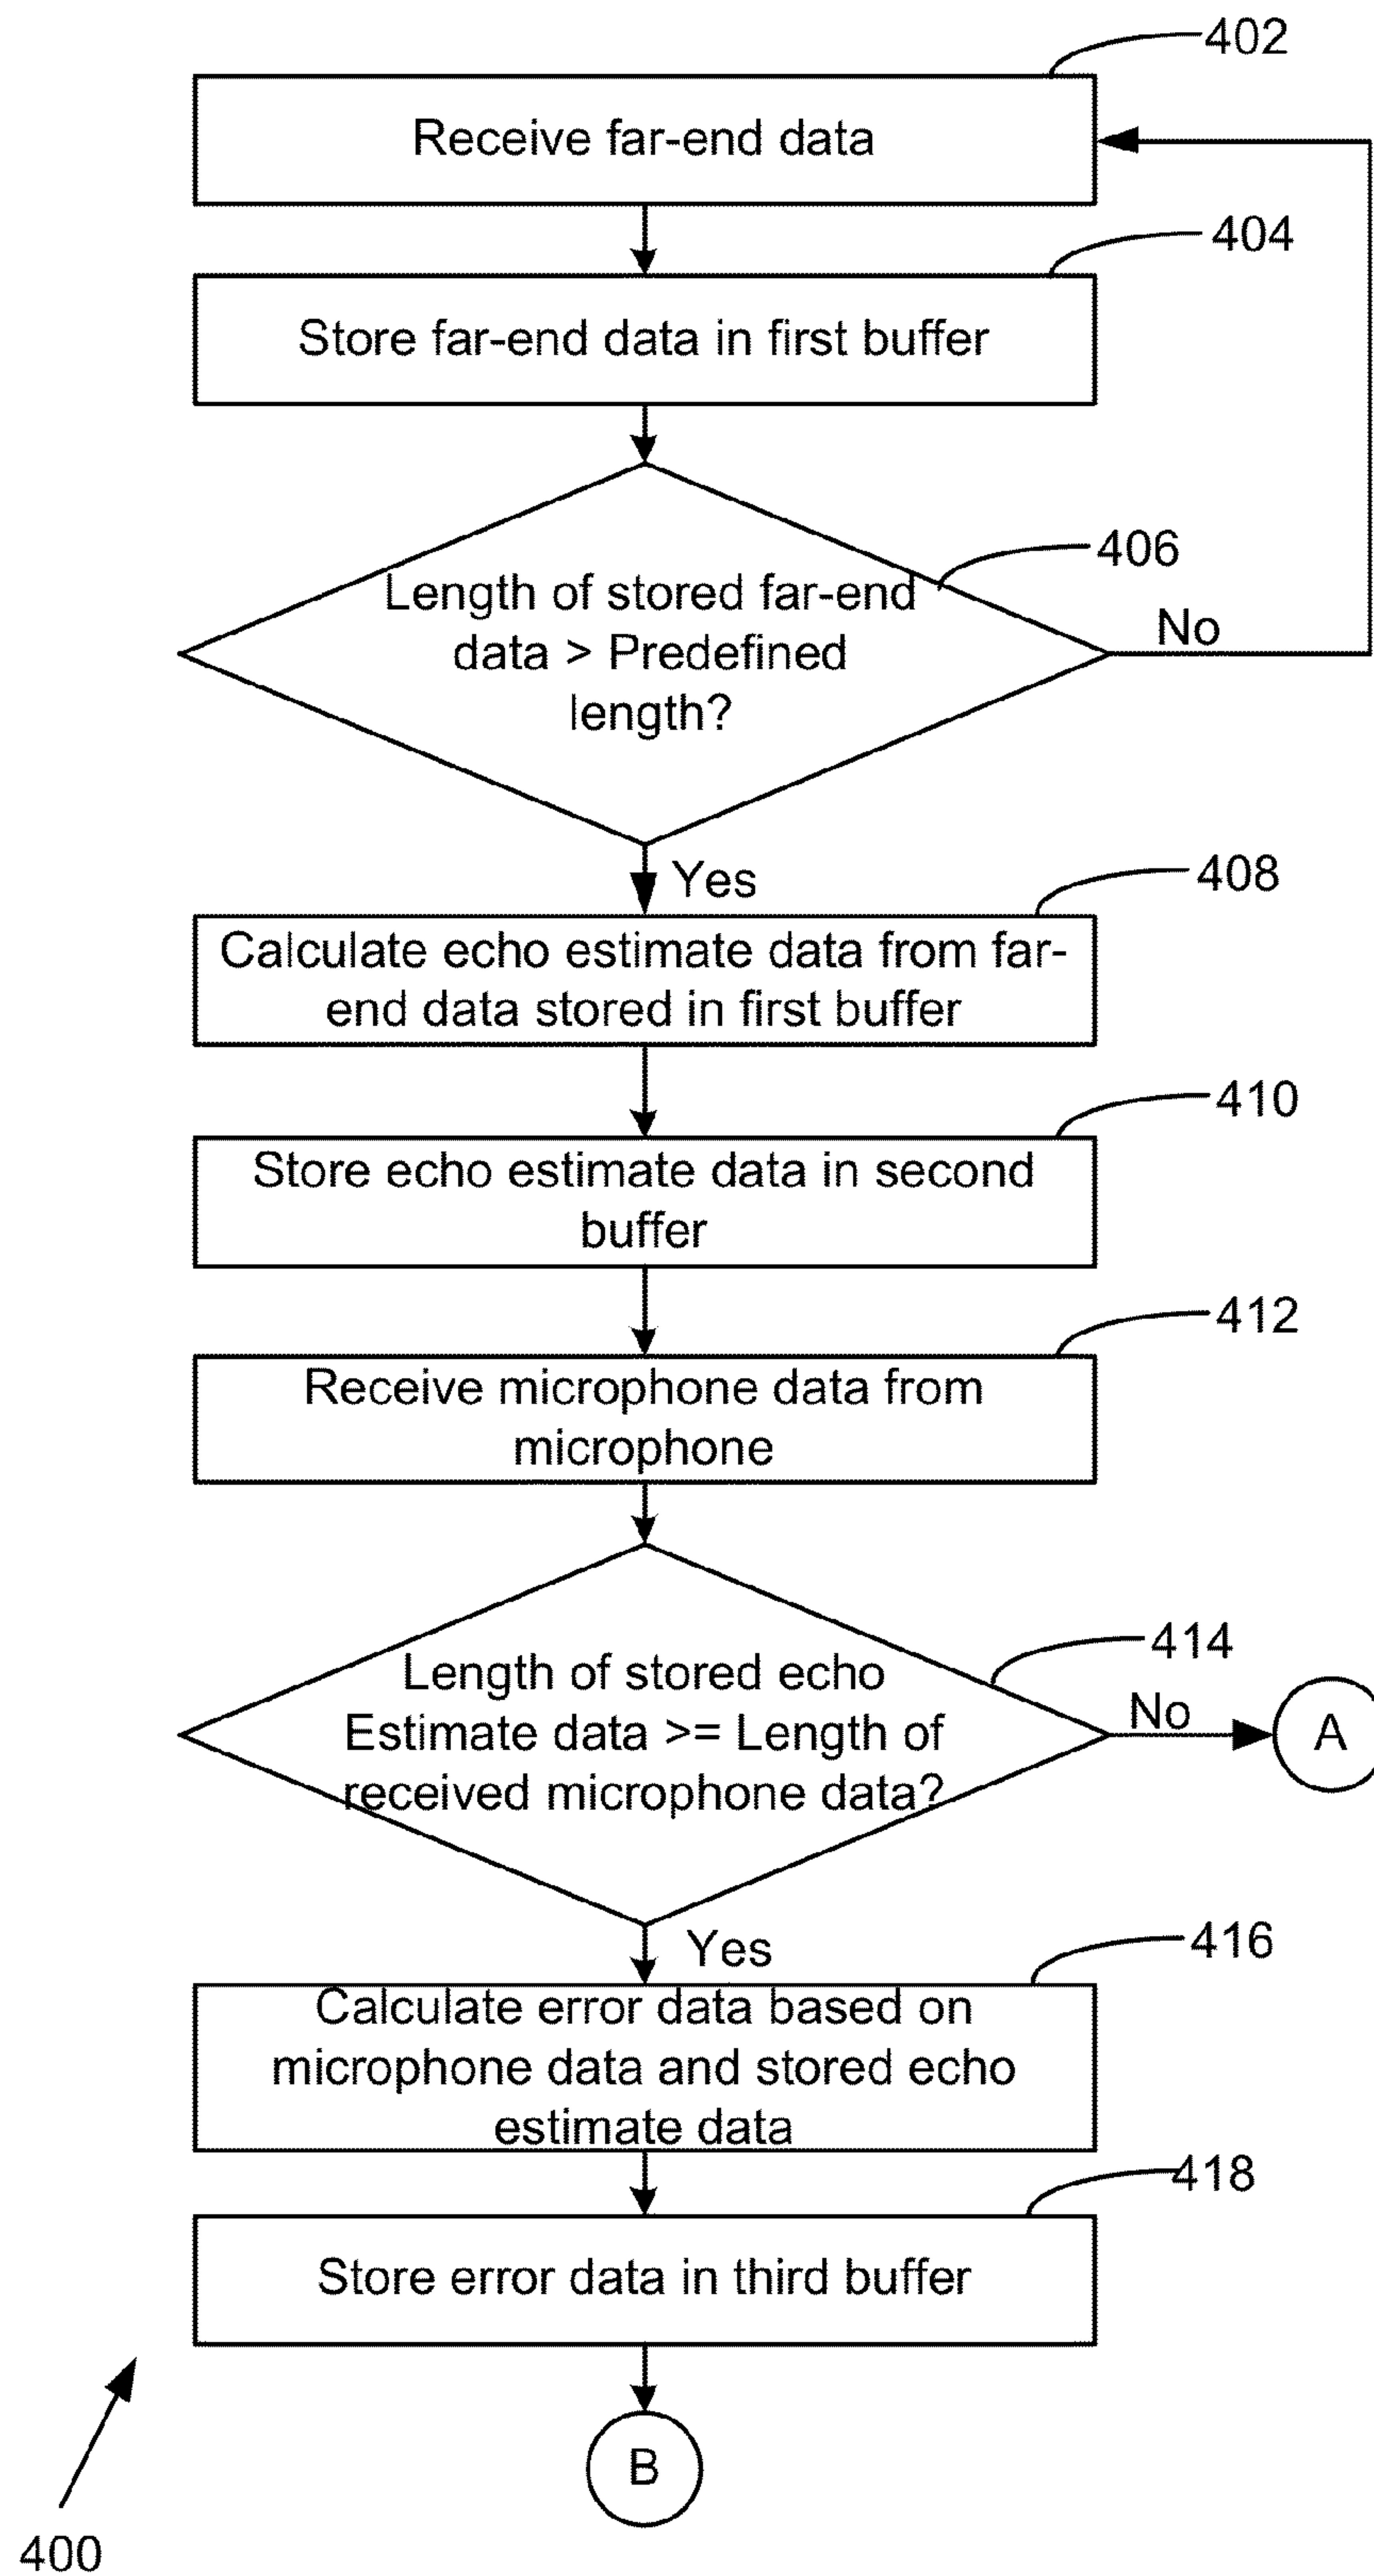 402
Receive far-end data
404
Store far-end data in first buffer
406
Length of stored far-end
data > Predefined
length?
No
Yes
408
Calculate echo estimate data from far-
end data stored in first buffer
410
Store echo estimate data in second
buffer
412
Receive microphone data from
microphone
414
Length of stored echo
Estimate data >= Length of
received microphone data?
No
A
Yes
416
Calculate error data based on
microphone data and stored echo
estimate data
418
Store error data in third buffer
B
400